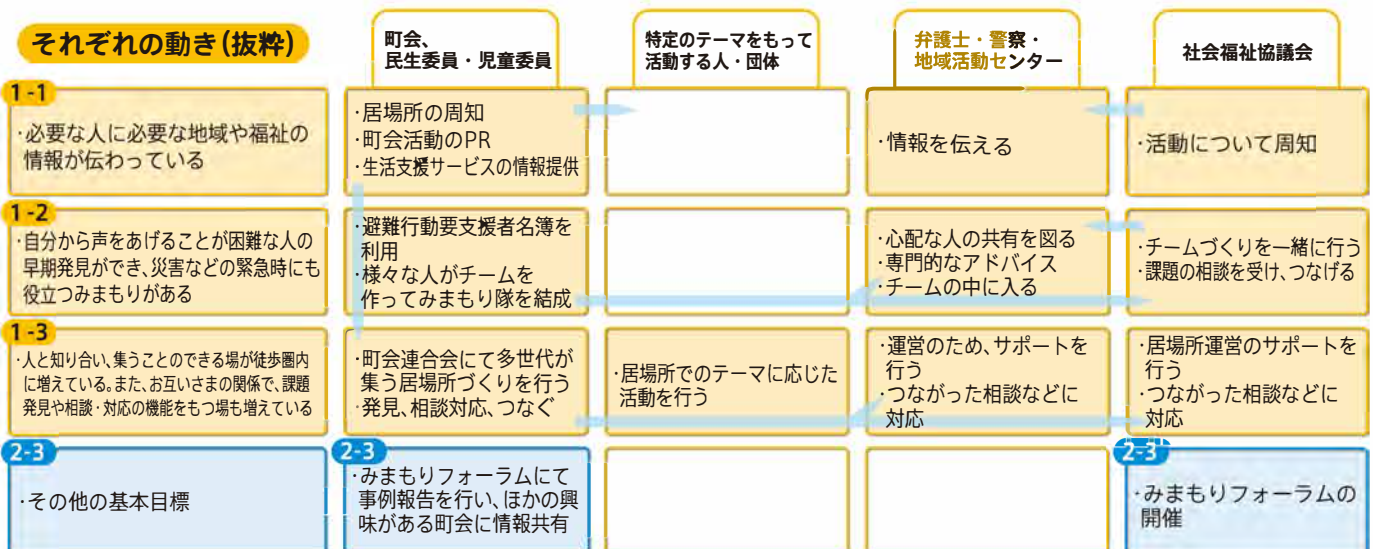 それぞれの動き(抜粋)
町会、
民生委員・児童委員
特定のテーマをもって
活動する人・団体
弁護士・警察・
地域活動センター
社会福祉協議会
1-1
・必要な人に必要な地域や福祉の
情報が伝わっている
・居場所の周知
・町会活動のPR
・生活支援サービスの情報提供
・情報を伝える
・活動について周知
1-2
・自分から声をあげることが困難な人の
早期発見ができ、災害などの緊急時にも
役立つみまもりがある
・避難行動要支援者名簿を
利用
・様々な人がチームを
作ってみまもり隊を結成
・心配な人の共有を図る
・専門的なアドバイス
・チームの中に入る
・チームづくりを一緒に行う
・課題の相談を受け、つなげる
1-3
・人と知り合い、集うことのできる場が徒歩圏内
に増えている。また、お互いさまの関係で、課題
発見や相談・対応の機能をもつ場も増えている
・町会連合会にて多世代が
集う居場所づくりを行う
・発見、相談対応、つなぐ
・居場所でのテーマに応じた
活動を行う
・運営のため、サポートを
行う
・つながった相談などに
対応
・居場所運営のサポートを
行う
・つながった相談などに
対応
2-3
・その他の基本目標
2-3
・みまもりフォーラムにて
事例報告を行い、ほかの興
味がある町会に情報共有
2-3
・みまもりフォーラムの
開催